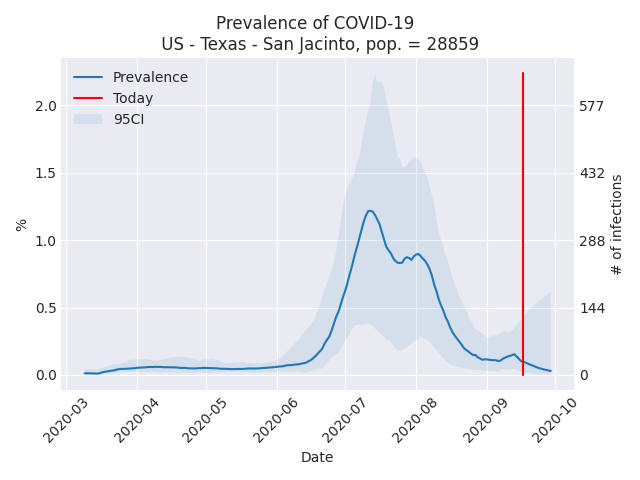 Prevalence of COVID-19
US - Texas - San Jacinto, pop. = 28859
Prevalence
Today
95CI
2.0
1.5
1.0
0.5
0.0
%
577
432
288
144
0
# of infections
2020-03
2020-04
2020-05
2020-06
2020-07
2020-08
2020-09
2020-10
Date